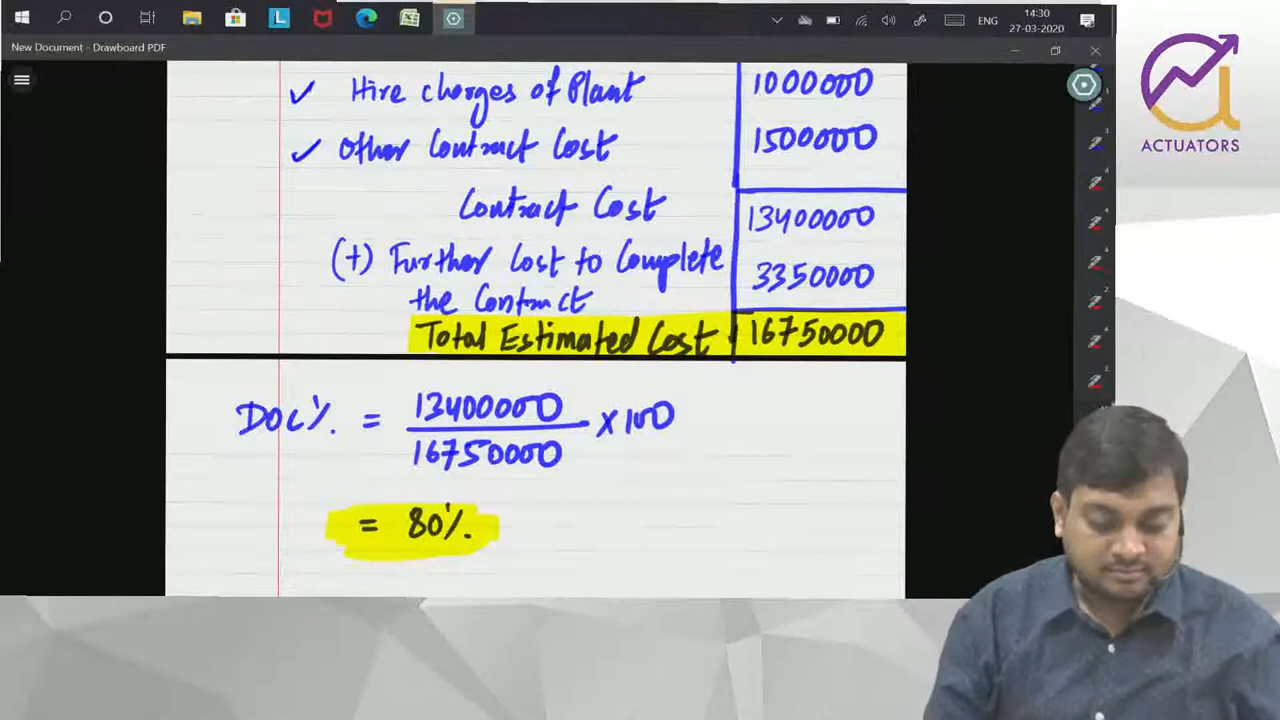 14:30
ENG
27-03-2020
New Document - Drawboard PDF
✓ Hire charges of Plant 1000000
✓ Other Contract Cost 1500000
Contract Cost 13400000
(+) Further Cost to Complete 3350000
the Contract
Total Estimated Cost 16750000
DOC% = 13400000 / 16750000 × 100
= 80%.
ACTUATORS